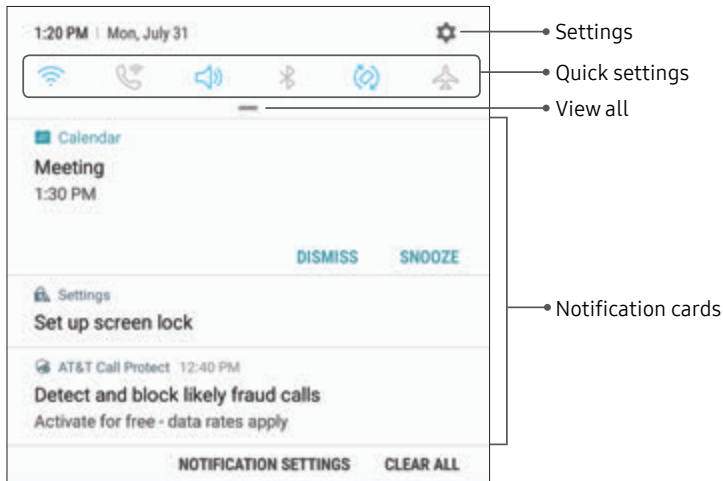 1:20 PM | Mon, July 31
Settings
Quick settings
View all
Calendar
Meeting
1:30 PM
DISMISS SNOOZE
Settings
Set up screen lock
Notification cards
AT&T Call Protect 12:40 PM
Detect and block likely fraud calls
Activate for free - data rates apply
NOTIFICATION SETTINGS CLEAR ALL